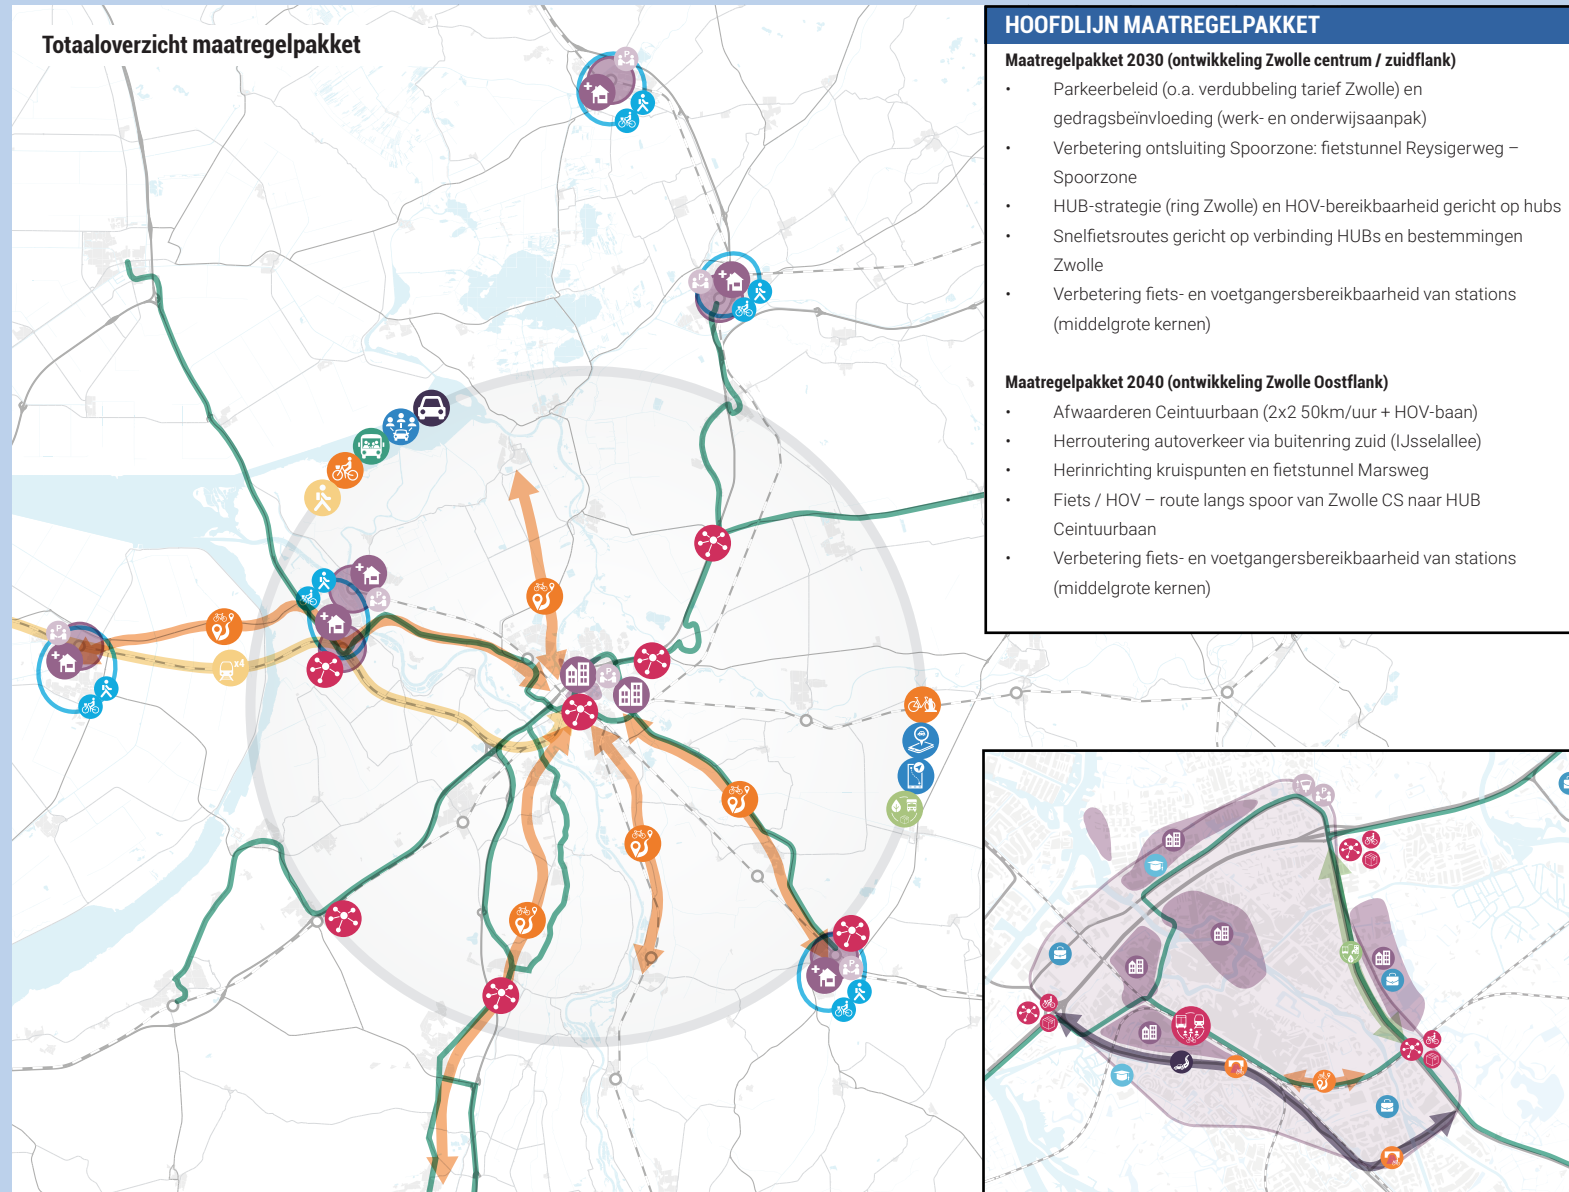 Totaaloverzicht maatregelpakket
HOOFDLIJN MAATREGELPAKKET
Maatregelpakket 2030 (ontwikkeling Zwolle centrum / zuidflank)
• Parkeerbeleid (o.a. verdubbeling tarief Zwolle) en
gedragsbeïnvloeding (werk- en onderwijsaanpak)
• Verbetering ontsluiting Spoorzone: fietstunnel Reysigerweg –
Spoorzone
• HUB-strategie (ring Zwolle) en HOV-bereikbaarheid gericht op hubs
• Snelfietsroutes gericht op verbinding HUBs en bestemmingen
Zwolle
• Verbetering fiets- en voetgangersbereikbaarheid van stations
(middelgrote kernen)
Maatregelpakket 2040 (ontwikkeling Zwolle Oostflank)
• Afwaarderen Ceintuurbaan (2x2 50km/uur + HOV-baan)
• Herroutering autoverkeer via buitenring zuid (IJsselallee)
• Herinrichting kruispunten en fietstunnel Marsweg
• Fiets / HOV – route langs spoor van Zwolle CS naar HUB
Ceintuurbaan
• Verbetering fiets- en voetgangersbereikbaarheid van stations
(middelgrote kernen)
P
P
P
P
x4
P
P
P